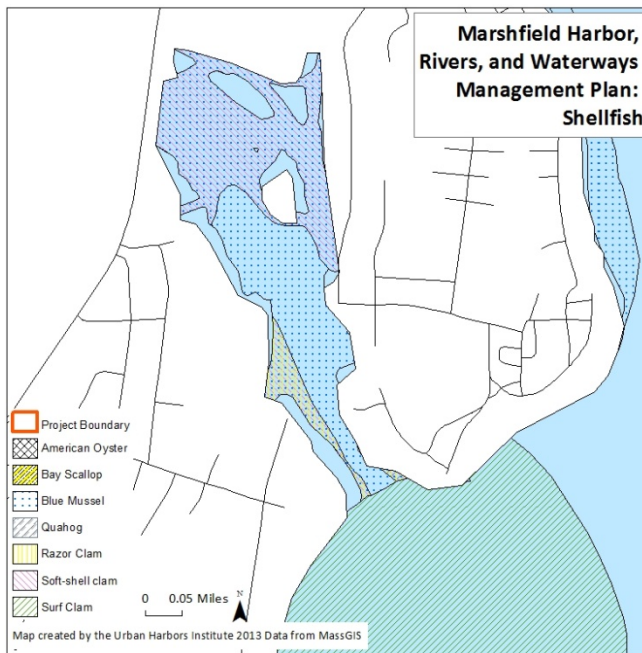 Marshfield Harbor,
Rivers, and Waterways
Management Plan:
Shellfish
Project Boundary
American Oyster
Bay Scallop
Blue Mussel
Quahog
Razor Clam
Soft-shell clam
Surf Clam
0 0.05 Miles
N
Map created by the Urban Harbors Institute 2013 Data from MassGIS